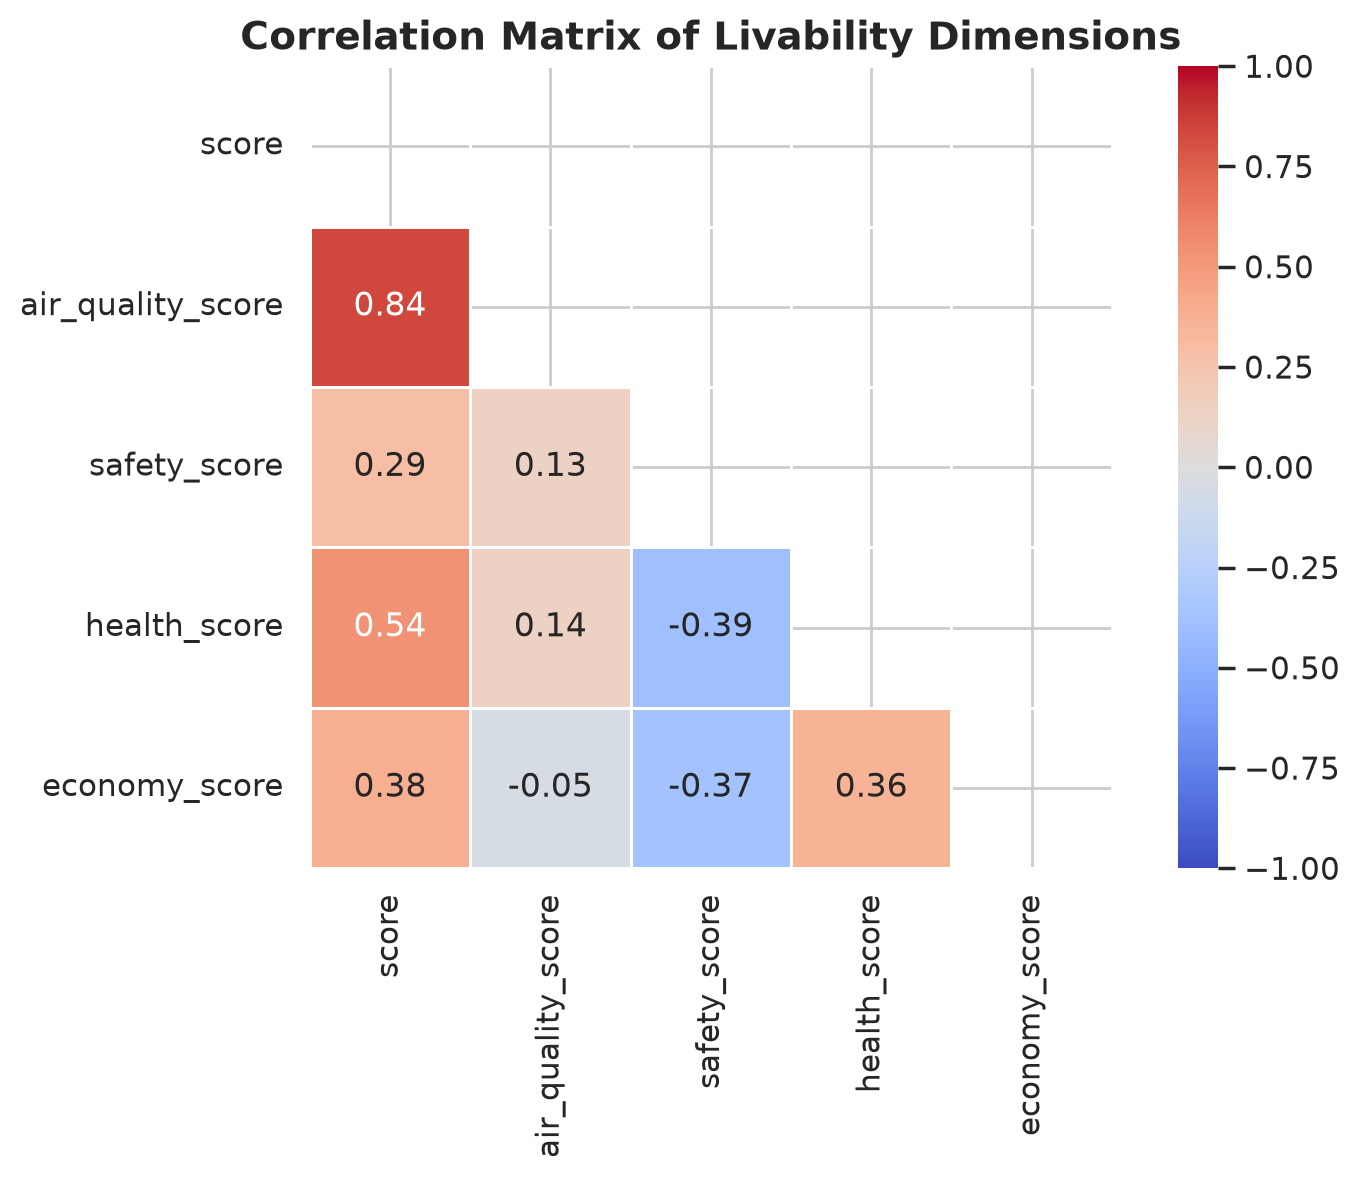 Correlation Matrix of Livability Dimensions
score
air_quality_score
safety_score
health_score
economy_score
0.84
0.29 0.13
0.54 0.14 -0.39
0.38 -0.05 -0.37 0.36
score
air_quality_score
safety_score
health_score
economy_score
1.00
0.75
0.50
0.25
0.00
−0.25
−0.50
−0.75
−1.00